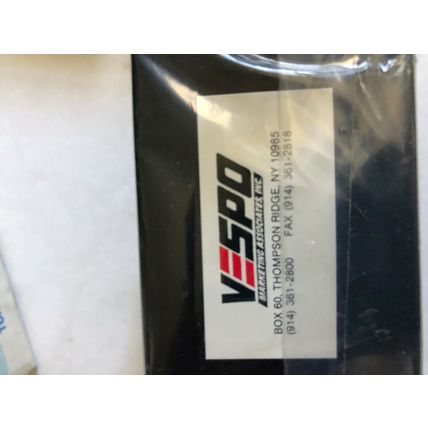 VESPO
MARKETING ASSOCIATES, INC
BOX 60, THOMPSON RIDGE, NY 10985
(914) 361-2800 FAX (914) 361-2818